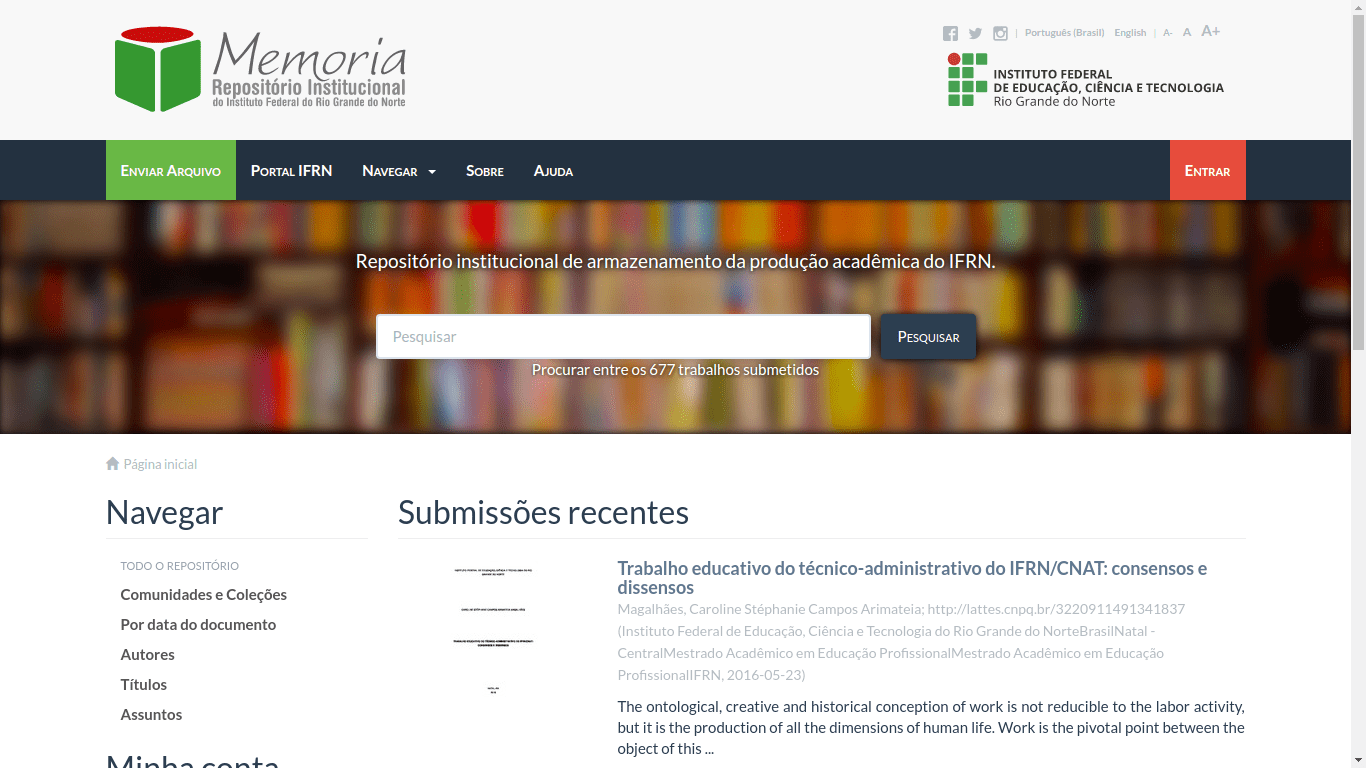 Memoria
Repositório Institucional
do Instituto Federal do Rio Grande do Norte
| Português (Brasil) English | A- A A+
INSTITUTO FEDERAL
DE EDUCAÇÃO, CIÊNCIA E TECNOLOGIA
Rio Grande do Norte
Enviar Arquivo
Portal IFRN
Navegar
Sobre
Ajuda
Entrar
Repositório institucional de armazenamento da produção acadêmica do IFRN.
Pesquisar
Pesquisar
Procurar entre os 677 trabalhos submetidos
Página inicial
Navegar
TODO O REPOSITÓRIO
Comunidades e Coleções
Por data do documento
Autores
Títulos
Assuntos
Minha conta
Submissões recentes
Trabalho educativo do técnico-administrativo do IFRN/CNAT: consensos e
dissensos
Magalhães, Caroline Stéphanie Campos Arimateia; http://lattes.cnpq.br/3220911491341837
(Instituto Federal de Educação, Ciência e Tecnologia do Rio Grande do NorteBrasilNatal -
CentralMestrado Acadêmico em Educação ProfissionalMestrado Acadêmico em Educação
ProfissionalIFRN, 2016-05-23)
The ontological, creative and historical conception of work is not reducible to the labor activity,
but it is the production of all the dimensions of human life. Work is the pivotal point between the
object of this ...